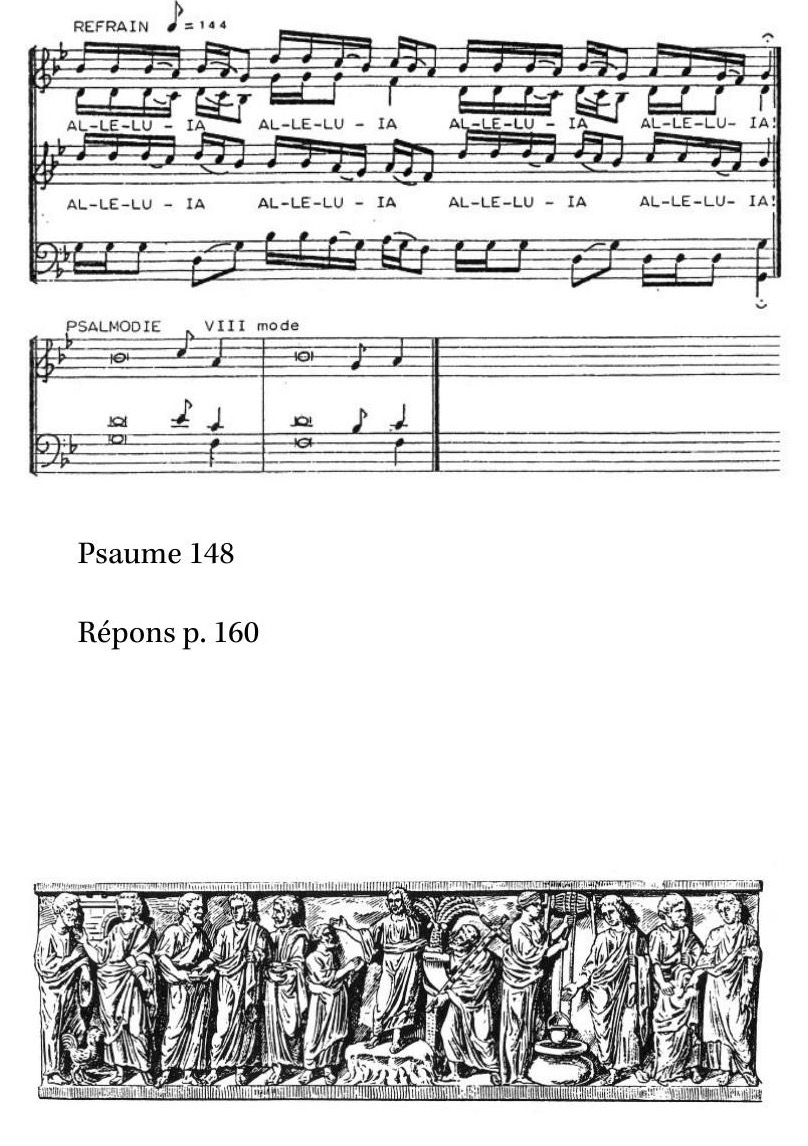 REFRAIN ♪ = 144
AL-LE-LU - IA AL-LE-LU - IA AL-LE-LU - IA AL-LE-LU- IA!
AL-LE-LU - IA AL-LE-LU - IA AL-LE-LU - IA AL-LE-LU- IA!
PSALMODIE VIII mode
Psaume 148
Répons p. 160